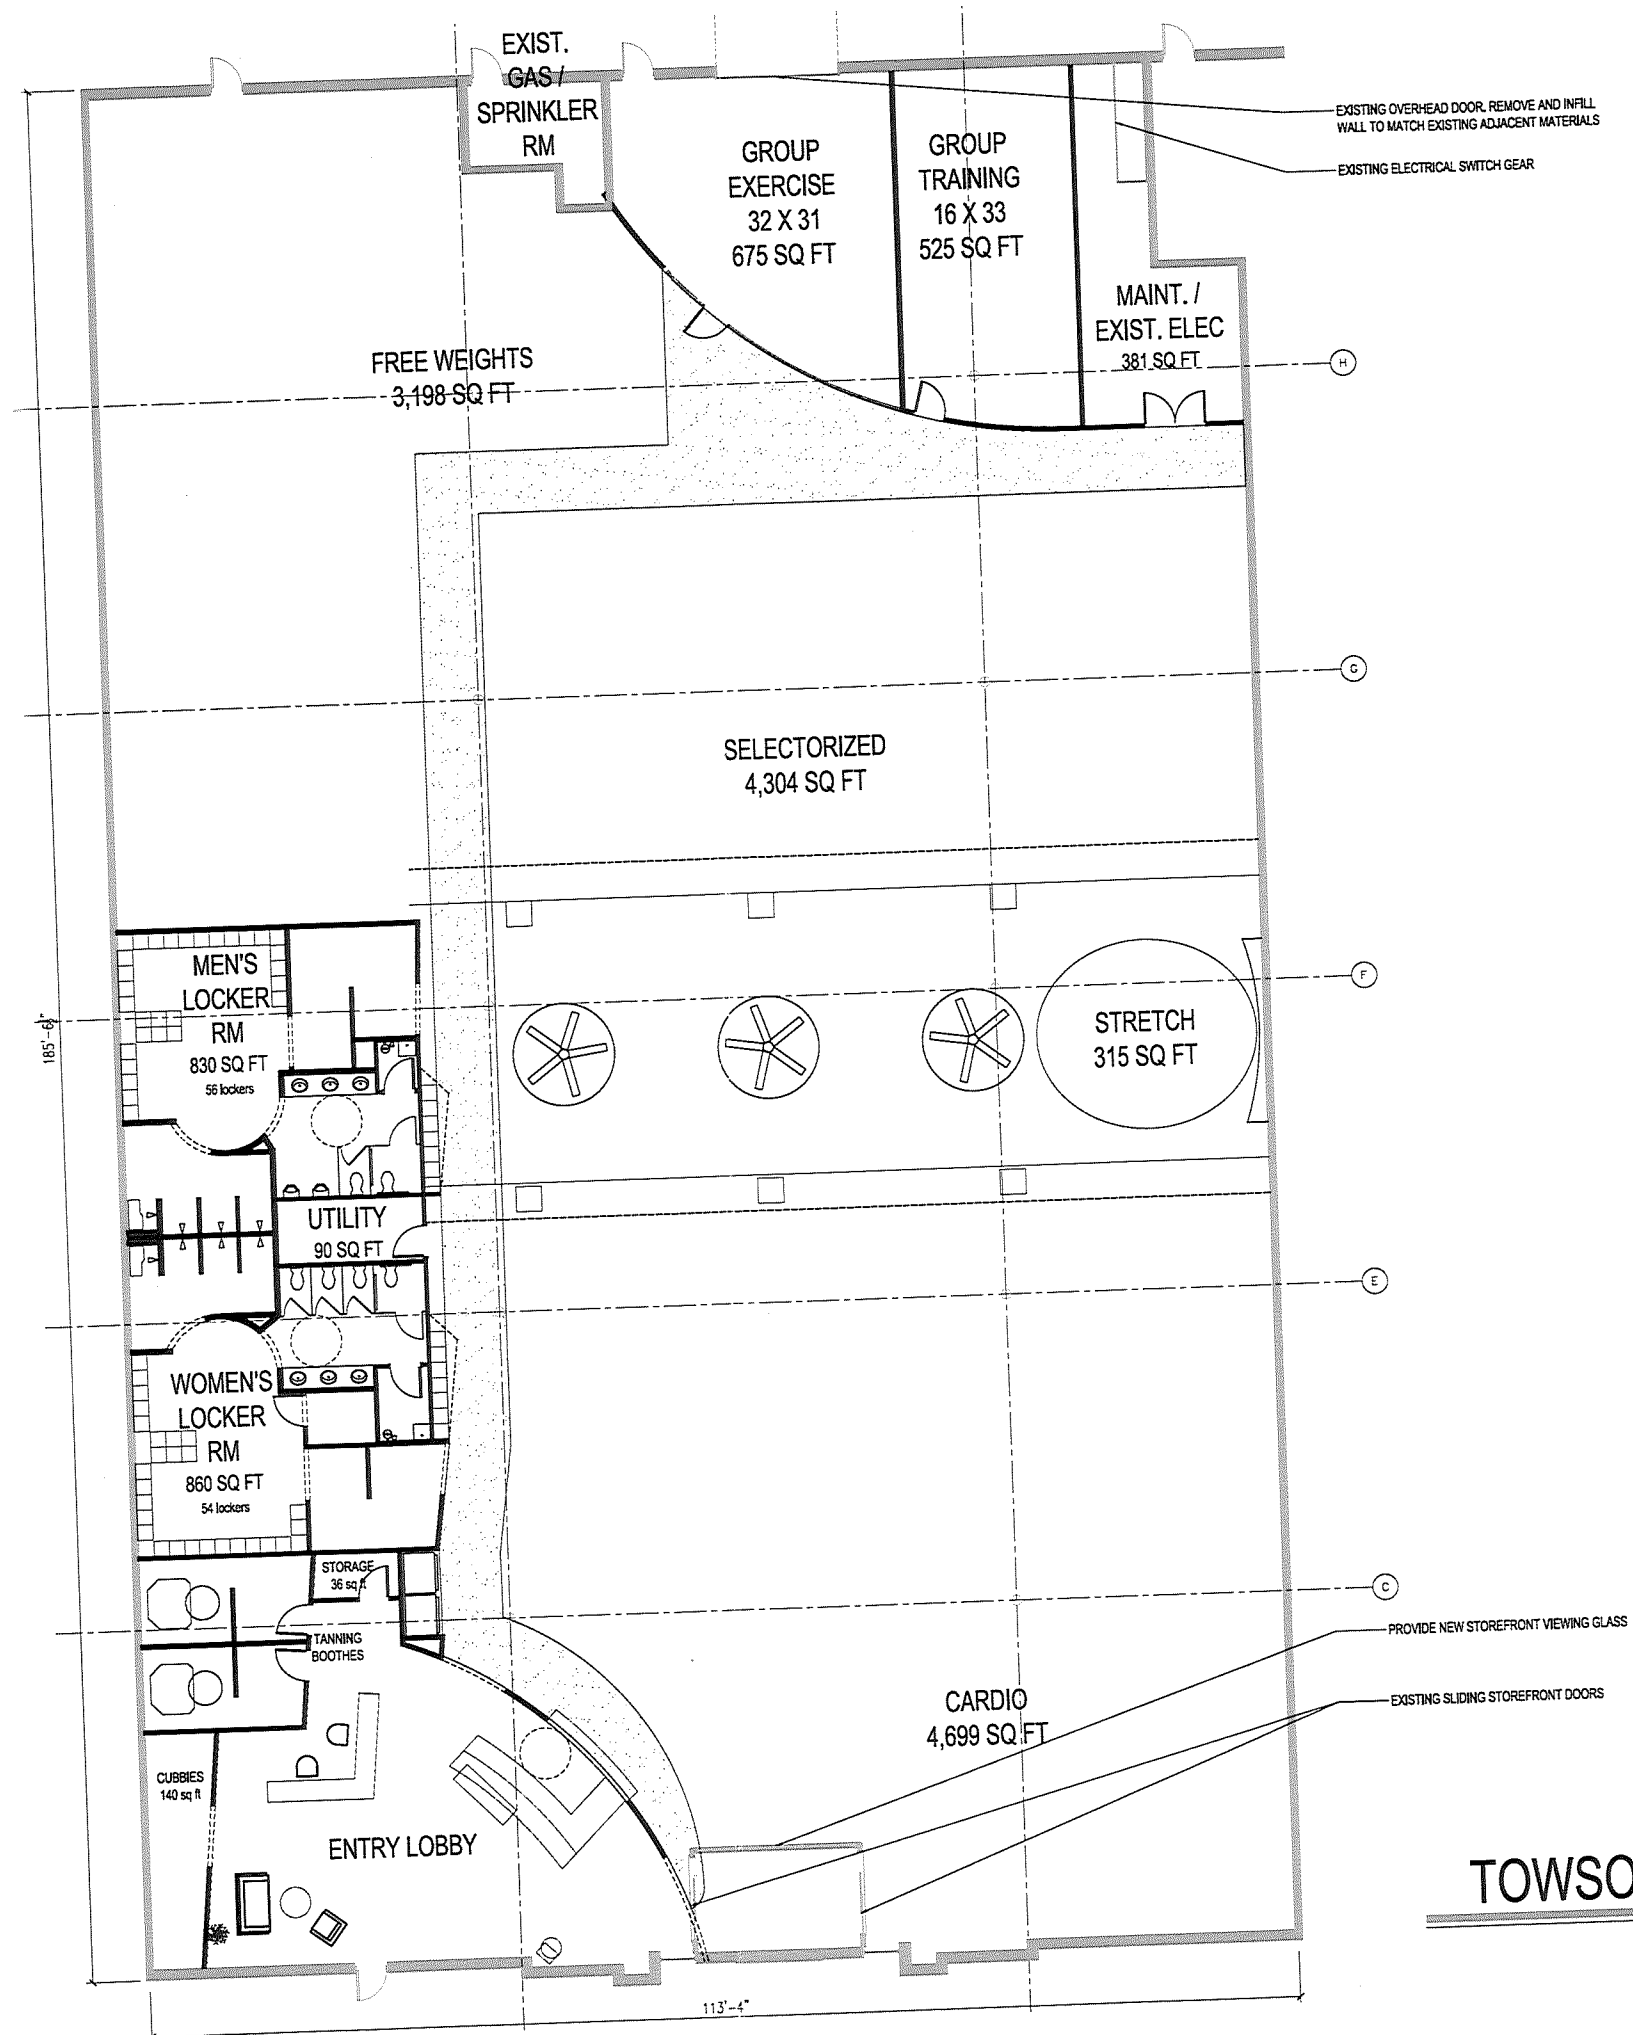 EXIST.
GAS /
SPRINKLER
RM
GROUP
EXERCISE
32 X 31
675 SQ FT
GROUP
TRAINING
16 X 33
525 SQ FT
EXISTING OVERHEAD DOOR. REMOVE AND INFILL
WALL TO MATCH EXISTING ADJACENT MATERIALS
EXISTING ELECTRICAL SWITCH GEAR
MAINT. /
EXIST. ELEC
381 SQ FT
H
FREE WEIGHTS
3,198 SQ FT
G
SELECTORIZED
4,304 SQ FT
F
MEN'S
LOCKER
RM
830 SQ FT
56 lockers
STRETCH
315 SQ FT
185'-6½"
UTILITY
90 SQ FT
E
WOMEN'S
LOCKER
RM
860 SQ FT
54 lockers
STORAGE
36 sq ft
C
TANNING
BOOTHES
PROVIDE NEW STOREFRONT VIEWING GLASS
EXISTING SLIDING STOREFRONT DOORS
CARDIO
4,699 SQ FT
CUBBIES
140 sq ft
ENTRY LOBBY
TOWSO
113'-4"